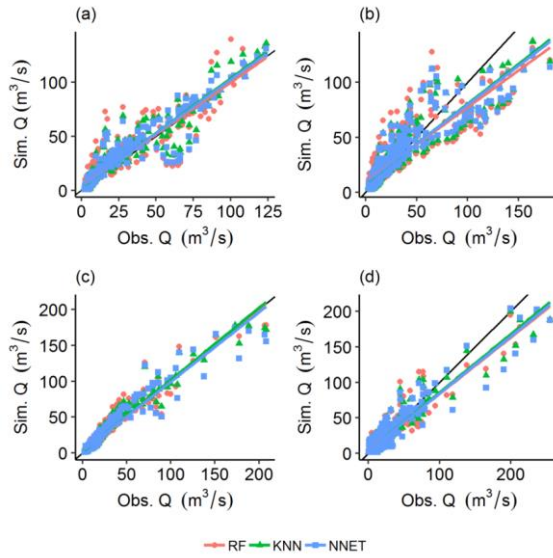 (a)
Sim. Q (m³/s)
100
50
0
25 50 75 100 125
Obs. Q (m³/s)
(b)
Sim. Q (m³/s)
100
50
0
0 50 100 150
Obs. Q (m³/s)
(c)
Sim. Q (m³/s)
200
150
100
50
0
0 50 100 150 200
Obs. Q (m³/s)
(d)
Sim. Q (m³/s)
200
150
100
50
0
0 100 200
Obs. Q (m³/s)
RF KNN NNET